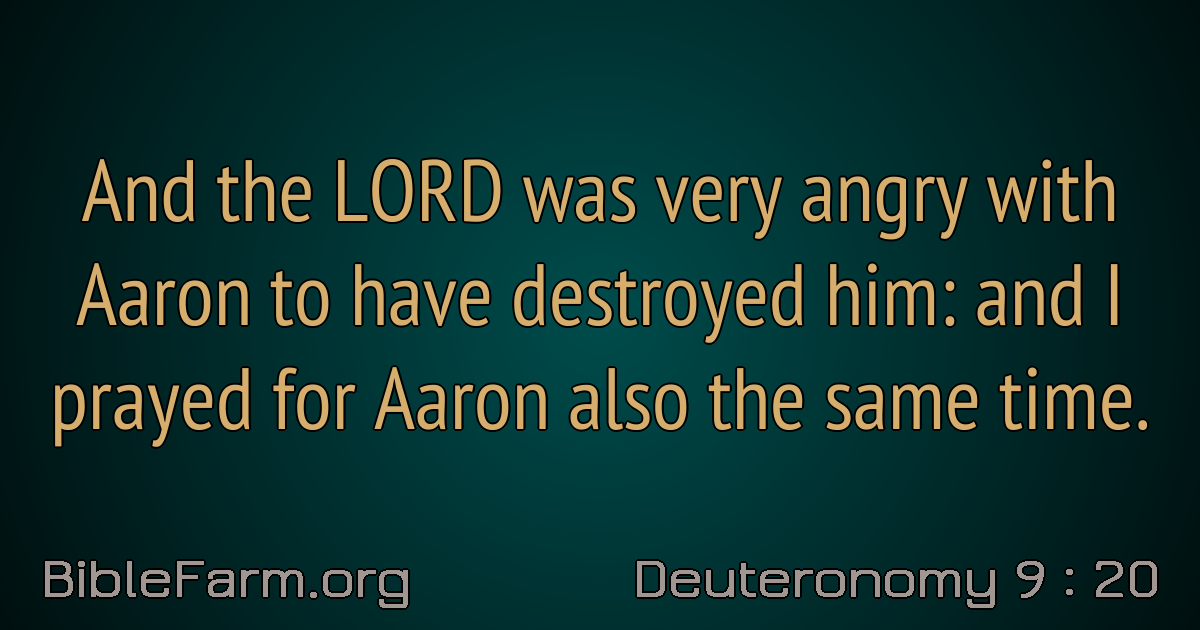 And the LORD was very angry with
Aaron to have destroyed him: and I
prayed for Aaron also the same time.
BibleFarm.org
Deuteronomy 9 : 20